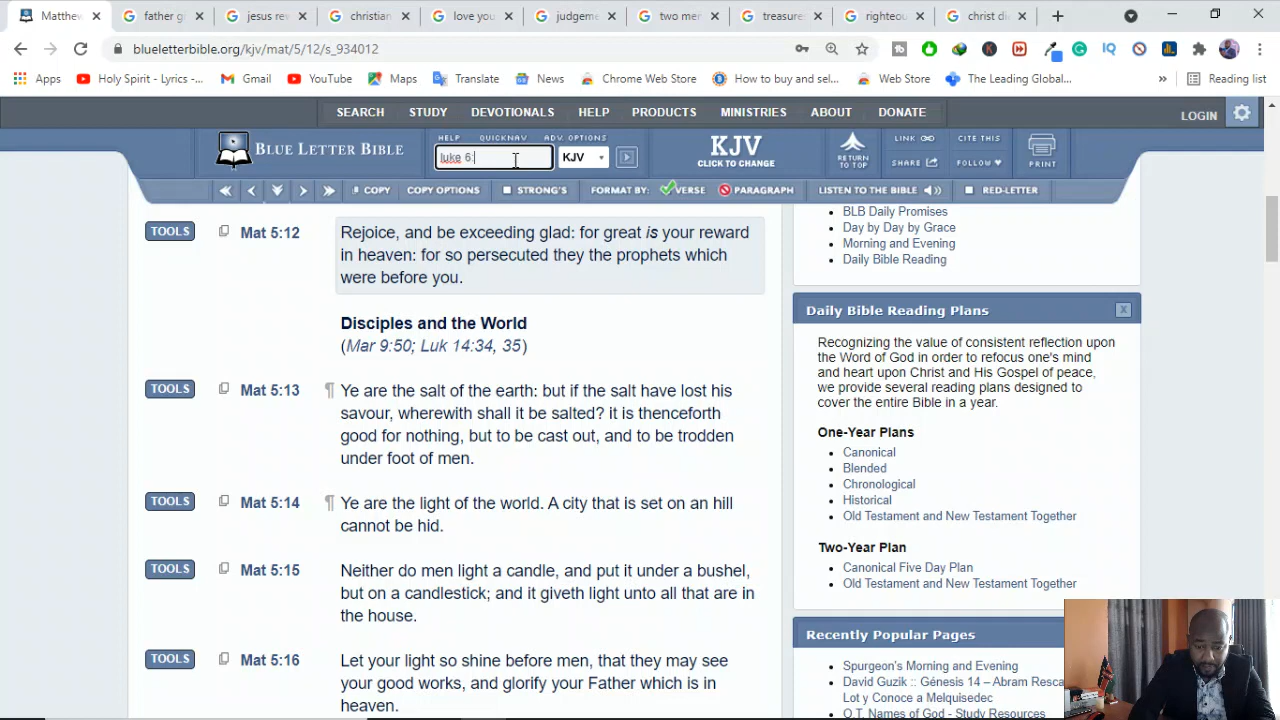 Matthew
father g
jesus rew
christian
love you
judgeme
two mer
treasures
righteou
christ di
blueletterbible.org/kjv/mat/5/12/s_934012
Apps
Holy Spirit - Lyrics -...
Gmail
YouTube
Maps
Translate
News
Chrome Web Store
How to buy and sel...
Web Store
The Leading Global...
»
Reading list
SEARCH
STUDY
DEVOTIONALS
HELP
PRODUCTS
MINISTRIES
ABOUT
DONATE
LOGIN
BLUE LETTER BIBLE
HELP
QUICKNAV
ADV. OPTIONS
luke 6:
KJV
KJV
CLICK TO CHANGE
RETURN
TO TOP
LINK
CITE THIS
SHARE
FOLLOW
PRINT
COPY
COPY OPTIONS
STRONG'S
FORMAT BY:
VERSE
PARAGRAPH
LISTEN TO THE BIBLE
RED-LETTER
TOOLS
Mat 5:12
Rejoice, and be exceeding glad: for great is your reward
in heaven: for so persecuted they the prophets which
were before you.
Disciples and the World
(Mar 9:50; Luk 14:34, 35)
TOOLS
Mat 5:13
¶ Ye are the salt of the earth: but if the salt have lost his
savour, wherewith shall it be salted? it is thenceforth
good for nothing, but to be cast out, and to be trodden
under foot of men.
TOOLS
Mat 5:14
¶ Ye are the light of the world. A city that is set on an hill
cannot be hid.
TOOLS
Mat 5:15
Neither do men light a candle, and put it under a bushel,
but on a candlestick; and it giveth light unto all that are in
the house.
TOOLS
Mat 5:16
Let your light so shine before men, that they may see
your good works, and glorify your Father which is in
heaven.
BLB Daily Promises
Day by Day by Grace
Morning and Evening
Daily Bible Reading
Daily Bible Reading Plans
Recognizing the value of consistent reflection upon
the Word of God in order to refocus one's mind
and heart upon Christ and His Gospel of peace,
we provide several reading plans designed to
cover the entire Bible in a year.
One-Year Plans
Canonical
Blended
Chronological
Historical
Old Testament and New Testament Together
Two-Year Plan
Canonical Five Day Plan
Old Testament and New Testament Together
Recently Popular Pages
Spurgeon's Morning and Evening
David Guzik :: Génesis 14 – Abram Resca
Lot y Conoce a Melquisedec
O.T. Names of God - Study Resources